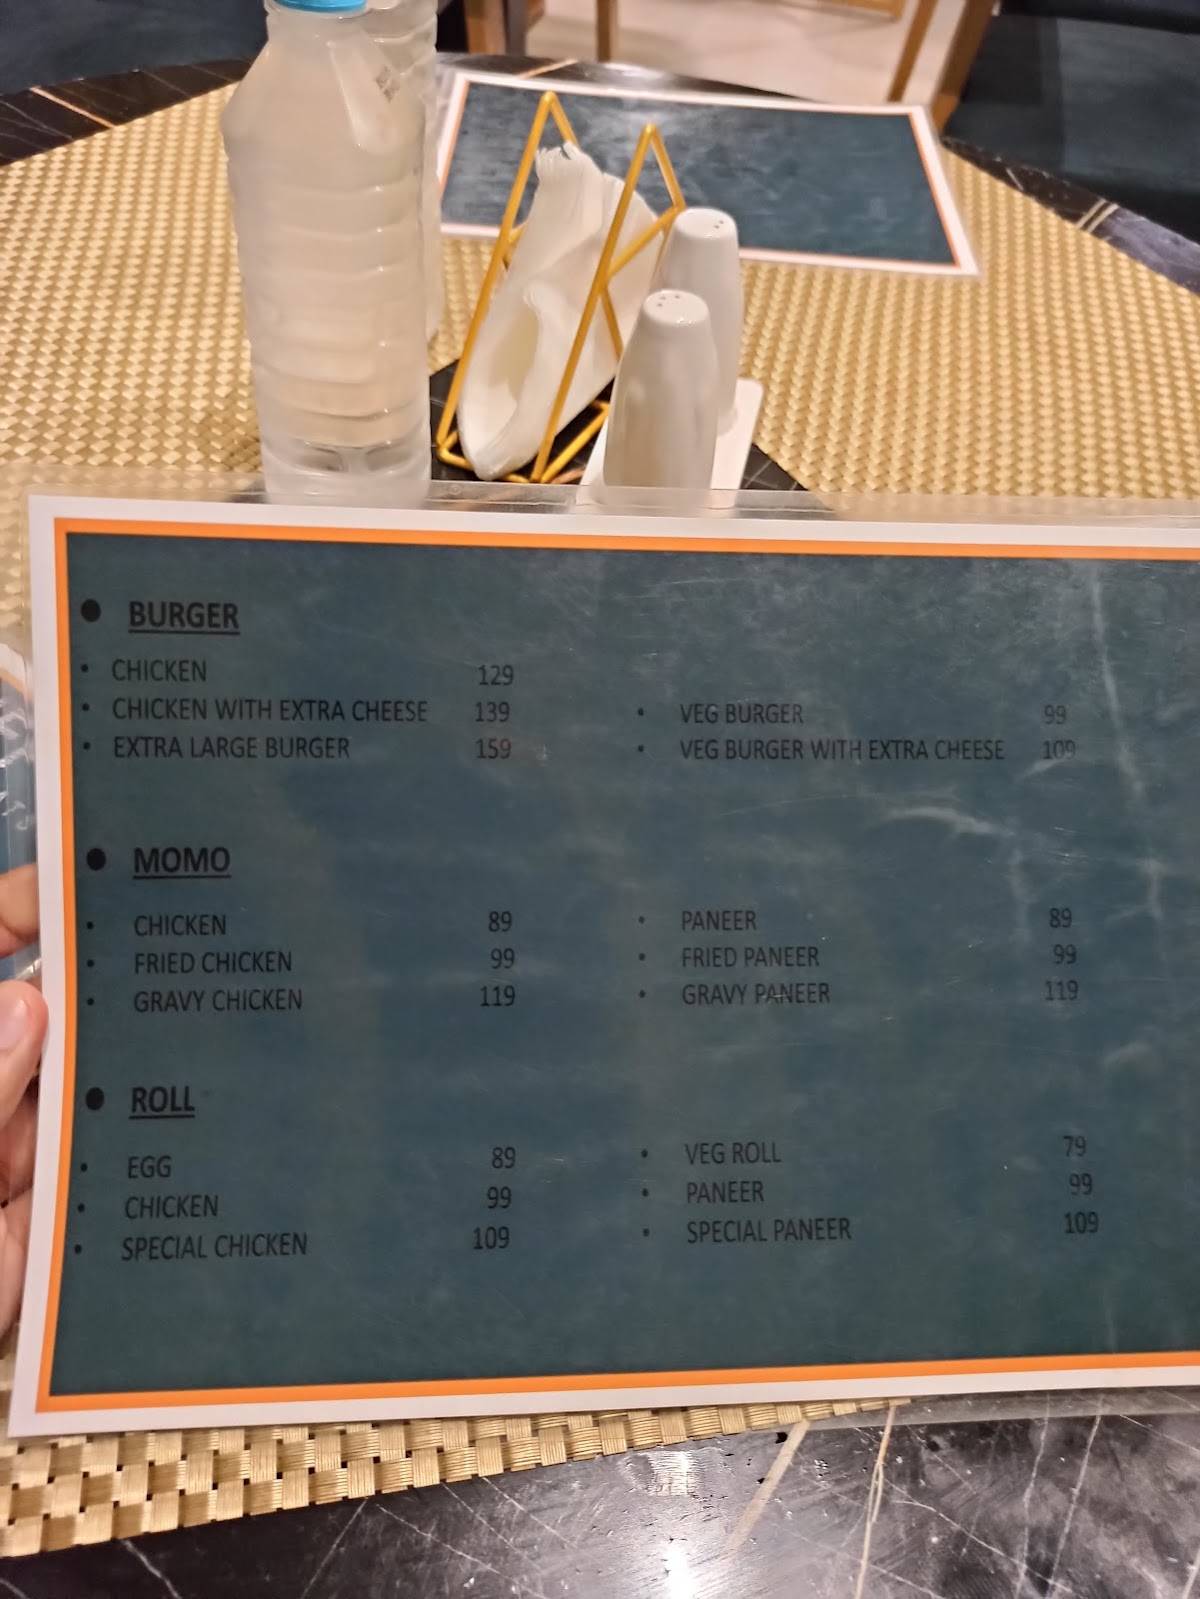 BURGER
CHICKEN 129
CHICKEN WITH EXTRA CHEESE 139 VEG BURGER 99
EXTRA LARGE BURGER 159 VEG BURGER WITH EXTRA CHEESE 109
MOMO
CHICKEN 89 PANEER 89
FRIED CHICKEN 99 FRIED PANEER 99
GRAVY CHICKEN 119 GRAVY PANEER 119
ROLL
EGG 89 VEG ROLL 79
CHICKEN 99 PANEER 99
SPECIAL CHICKEN 109 SPECIAL PANEER 109